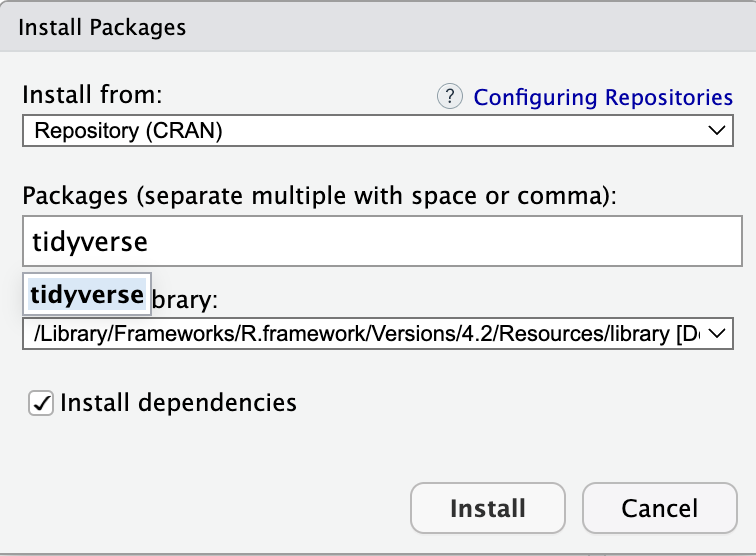 Install Packages
Install from:
? Configuring Repositories
Repository (CRAN)
Packages (separate multiple with space or comma):
tidyverse
tidyverse
brary:
/Library/Frameworks/R.framework/Versions/4.2/Resources/library [D
Install dependencies
Install
Cancel